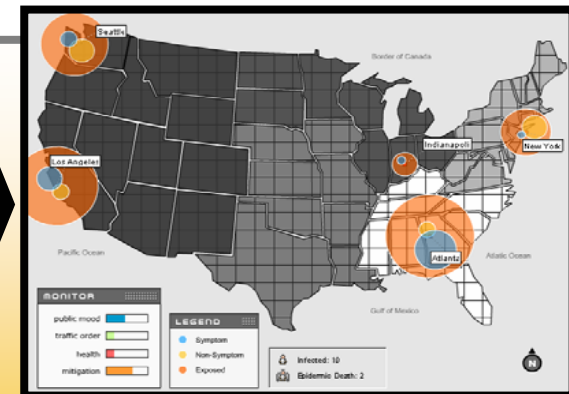 Seattle
Border of Canada
Indianapoli
New York
Los Angeles
Pacific Ocean
Atlanta
Atlatic Ocean
Gulf of Mexico
MONITOR
public mood
traffic order
health
mitigation
LEGEND
Symptom
Non-Symptom
Exposed
Infected: 10
Epidermic Death: 2
N